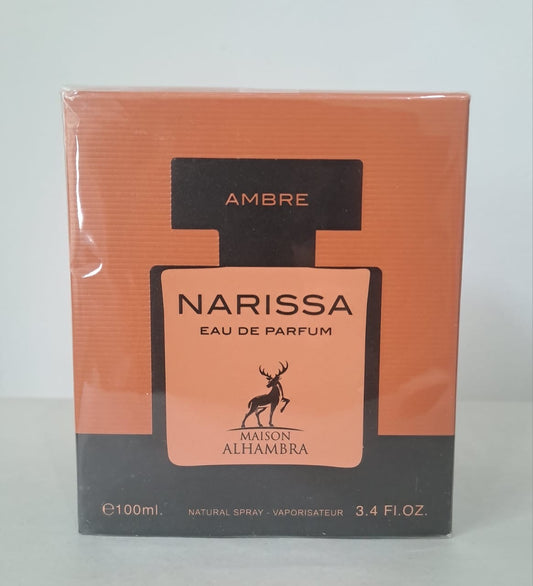 AMBRE
NARISSA
EAU DE PARFUM
MAISON
ALHAMBRA
℮100ml. NATURAL SPRAY - VAPORISATEUR 3.4 Fl.OZ.